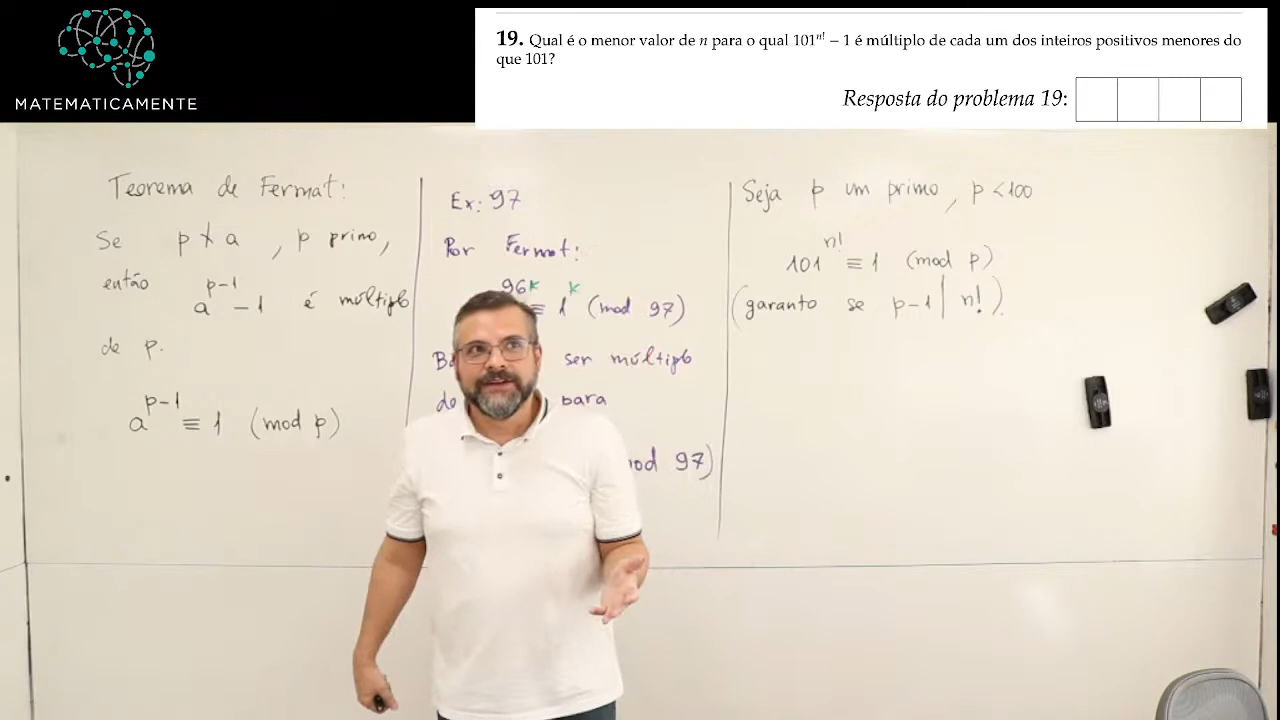 MATEMATICAMENTE
19. Qual é o menor valor de n para o qual 101^{n!} − 1 é múltiplo de cada um dos inteiros positivos menores do
que 101?
Resposta do problema 19:
Teorema de Fermat:
Se p ∤ a , p primo,
então a^{p-1} - 1 é múltiplo
de p.
a^{p-1} ≡ 1 (mod p)
Ex: 97
Por Fermat:
96K K
≡ 1 (mod 97)
ser múltiplo
de para
97)
Seja p um primo, p < 100
101^{n!} ≡ 1 (mod p)
(garanto se p-1 | n!).